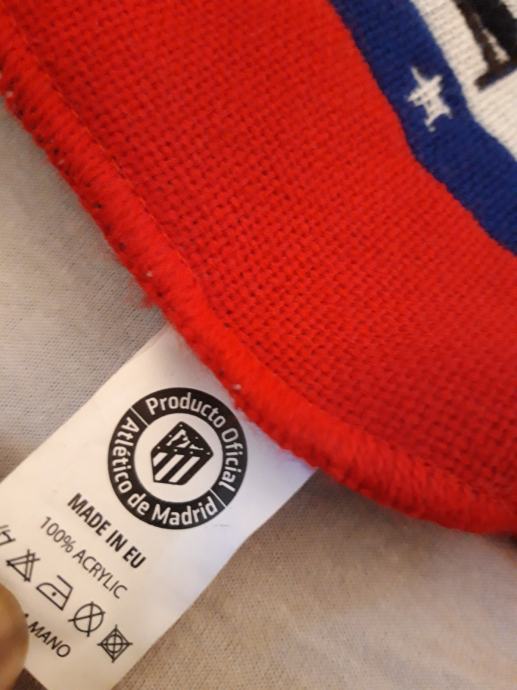 Producto Oficial
Atlético de Madrid
MADE IN EU
100% ACRYLIC
MANO